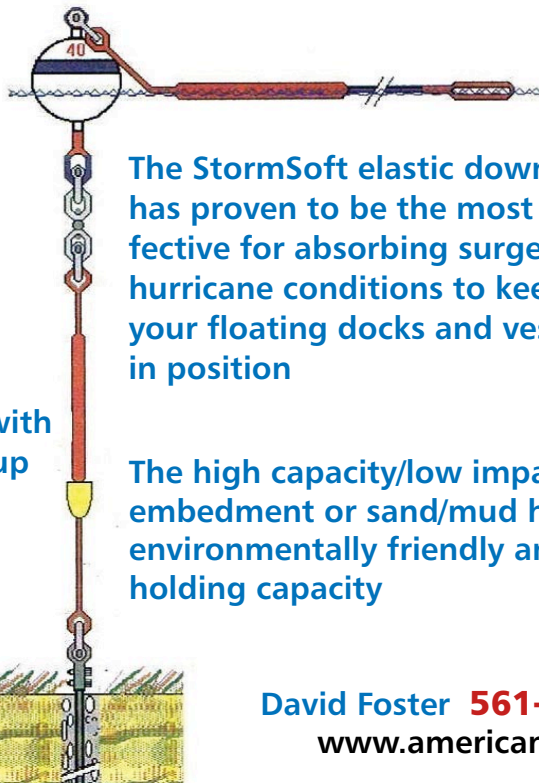 40
The StormSoft elastic down
has proven to be the most
fective for absorbing surge
hurricane conditions to kee
your floating docks and ves
in position
with
up
The high capacity/low impa
embedment or sand/mud h
environmentally friendly an
holding capacity
David Foster 561-
www.american